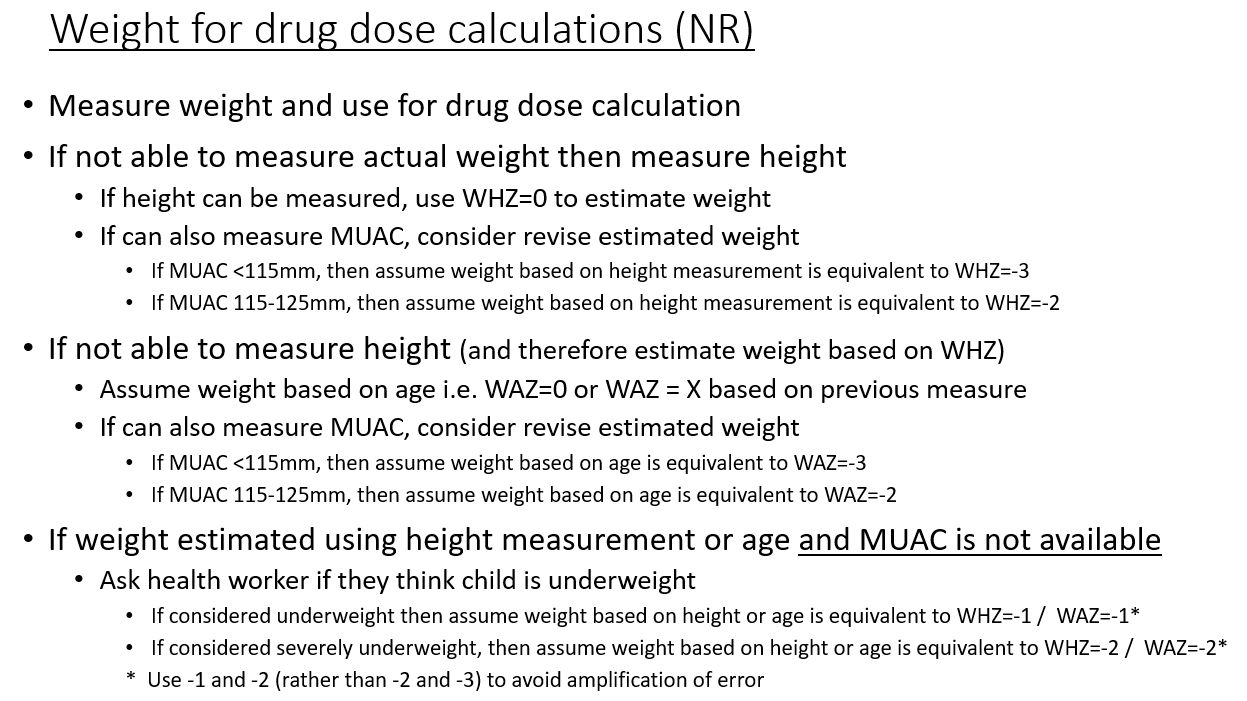 Weight for drug dose calculations (NR)
• Measure weight and use for drug dose calculation
• If not able to measure actual weight then measure height
• If height can be measured, use WHZ=0 to estimate weight
• If can also measure MUAC, consider revise estimated weight
• If MUAC <115mm, then assume weight based on height measurement is equivalent to WHZ=-3
• If MUAC 115-125mm, then assume weight based on height measurement is equivalent to WHZ=-2
• If not able to measure height (and therefore estimate weight based on WHZ)
• Assume weight based on age i.e. WAZ=0 or WAZ = X based on previous measure
• If can also measure MUAC, consider revise estimated weight
• If MUAC <115mm, then assume weight based on age is equivalent to WAZ=-3
• If MUAC 115-125mm, then assume weight based on age is equivalent to WAZ=-2
• If weight estimated using height measurement or age and MUAC is not available
• Ask health worker if they think child is underweight
• If considered underweight then assume weight based on height or age is equivalent to WHZ=-1 / WAZ=-1*
• If considered severely underweight, then assume weight based on height or age is equivalent to WHZ=-2 / WAZ=-2*
* Use -1 and -2 (rather than -2 and -3) to avoid amplification of error